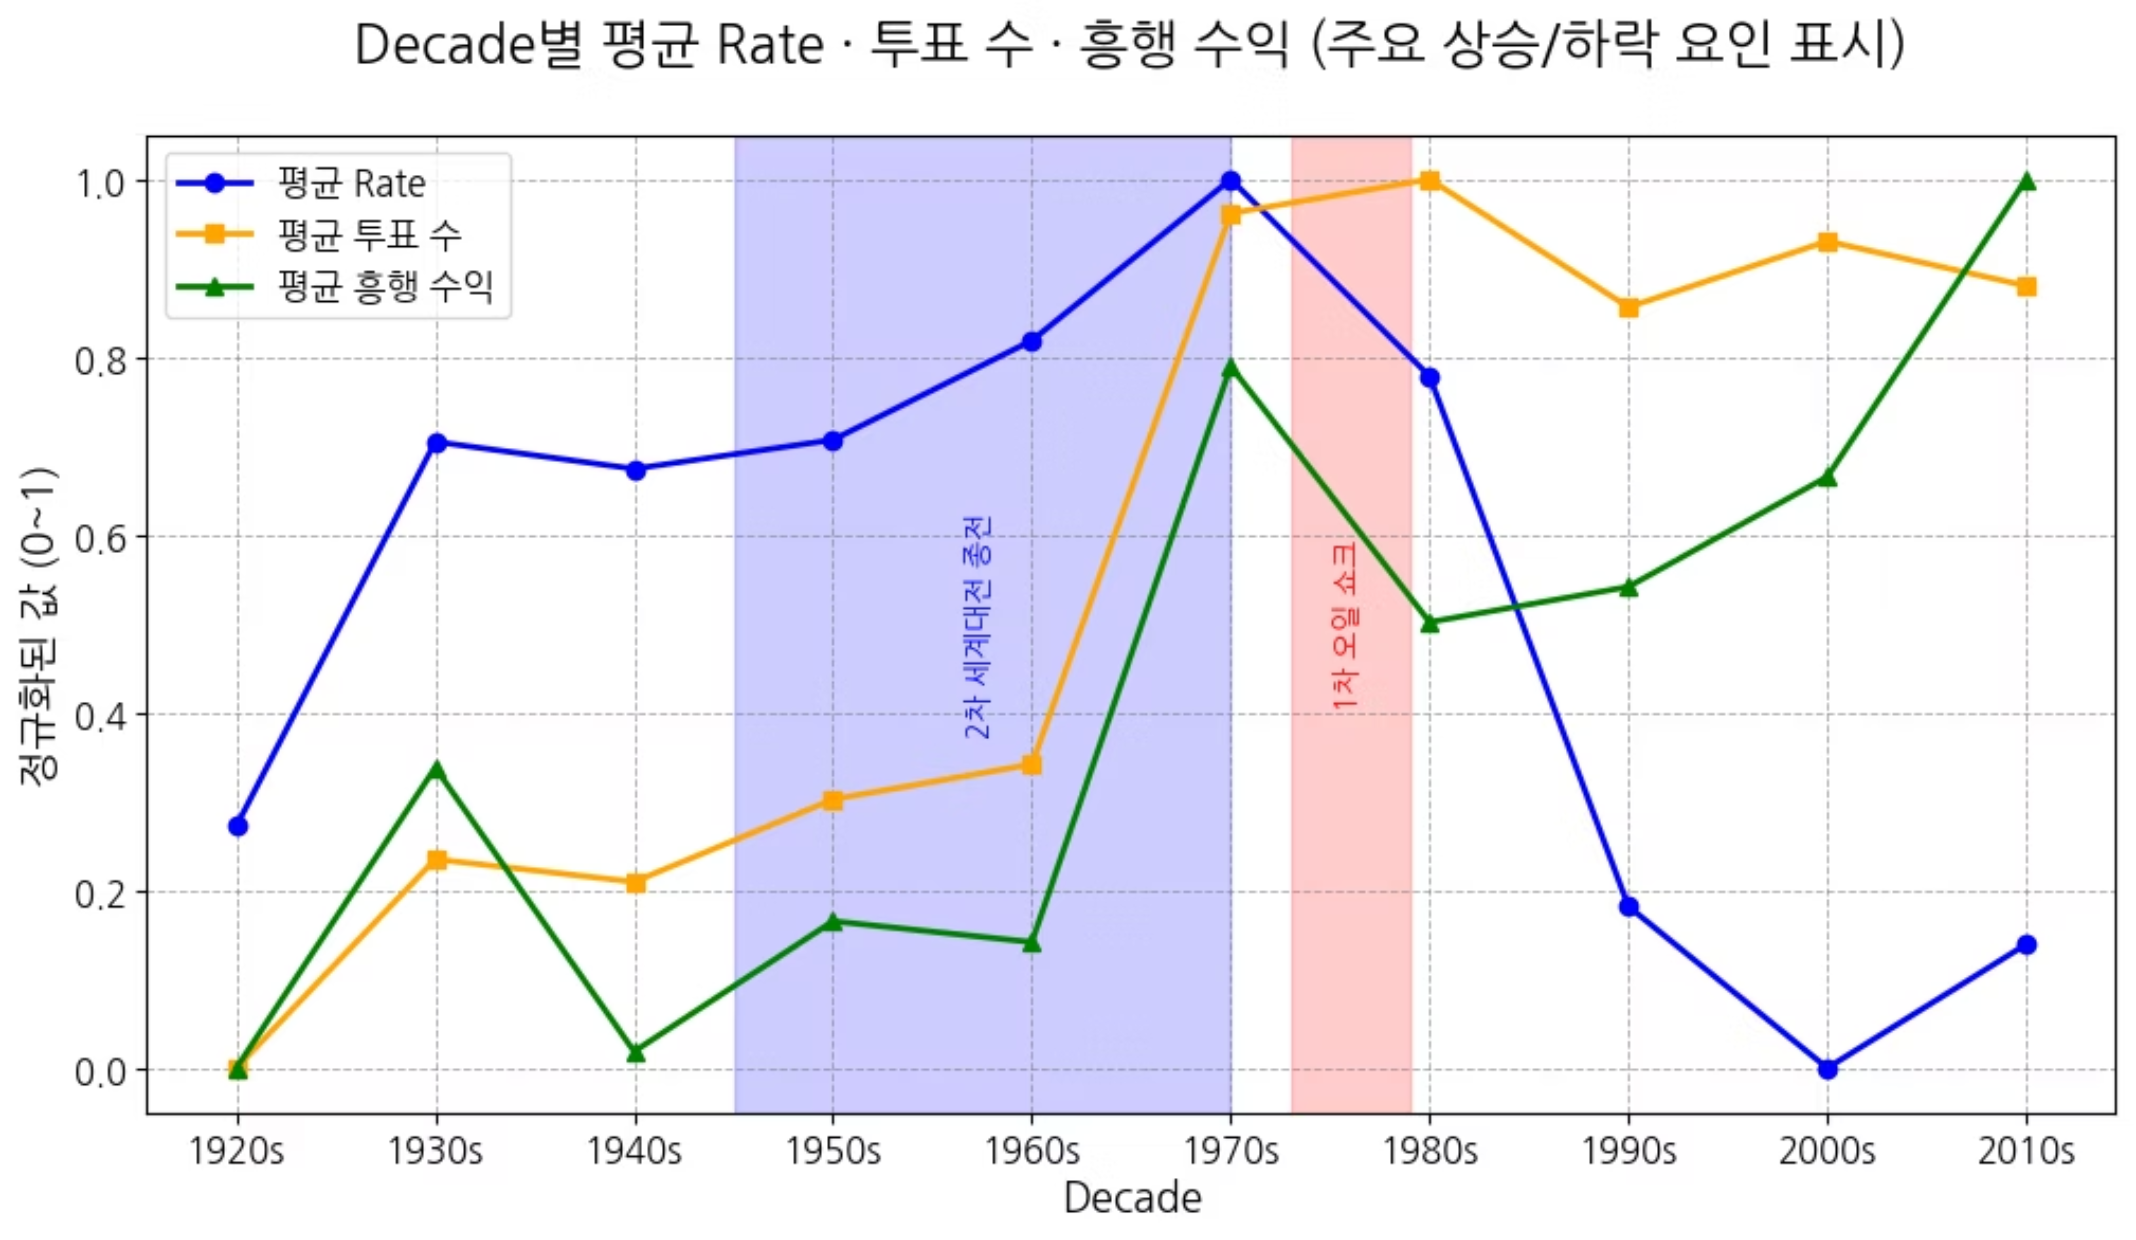 Decade별 평균 Rate · 투표 수 · 흥행 수익 (주요 상승/하락 요인 표시)
평균 Rate
평균 투표 수
평균 흥행 수익
정규화된 값 (0~1)
1.0
0.8
0.6
0.4
0.2
0.0
2차 세계대전 종전
1차 오일 쇼크
1920s 1930s 1940s 1950s 1960s 1970s 1980s 1990s 2000s 2010s
Decade